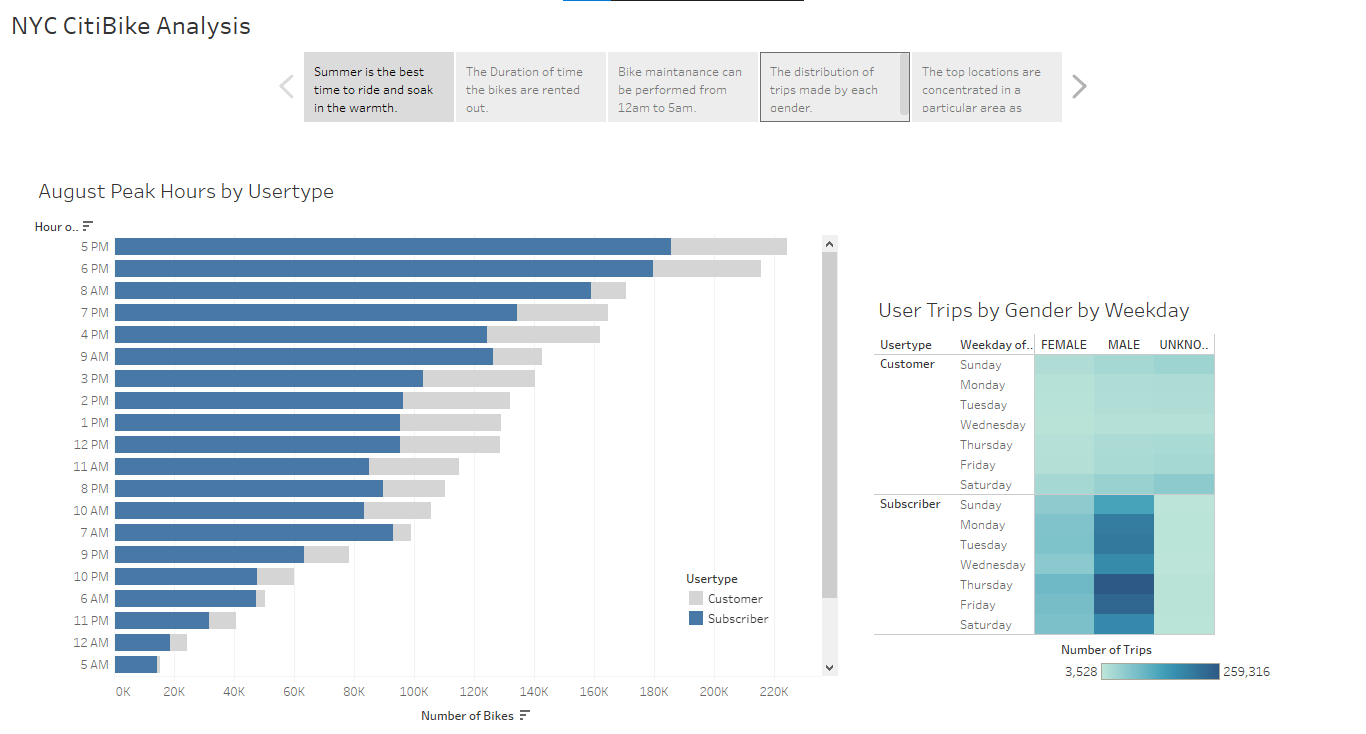 NYC CitiBike Analysis
Summer is the best
time to ride and soak
in the warmth.
The Duration of time
the bikes are rented
out.
Bike maintanance can
be performed from
12am to 5am.
The distribution of
trips made by each
gender.
The top locations are
concentrated in a
particular area as
August Peak Hours by Usertype
Hour o..
5 PM
6 PM
8 AM
7 PM
4 PM
9 AM
3 PM
2 PM
1 PM
12 PM
11 AM
8 PM
10 AM
7 AM
9 PM
10 PM
6 AM
11 PM
12 AM
5 AM
0K 20K 40K 60K 80K 100K 120K 140K 160K 180K 200K 220K
Number of Bikes
Usertype
Customer
Subscriber
User Trips by Gender by Weekday
Usertype Weekday of.. FEMALE MALE UNKNO..
Customer Sunday
Monday
Tuesday
Wednesday
Thursday
Friday
Saturday
Subscriber Sunday
Monday
Tuesday
Wednesday
Thursday
Friday
Saturday
Number of Trips
3,528 259,316